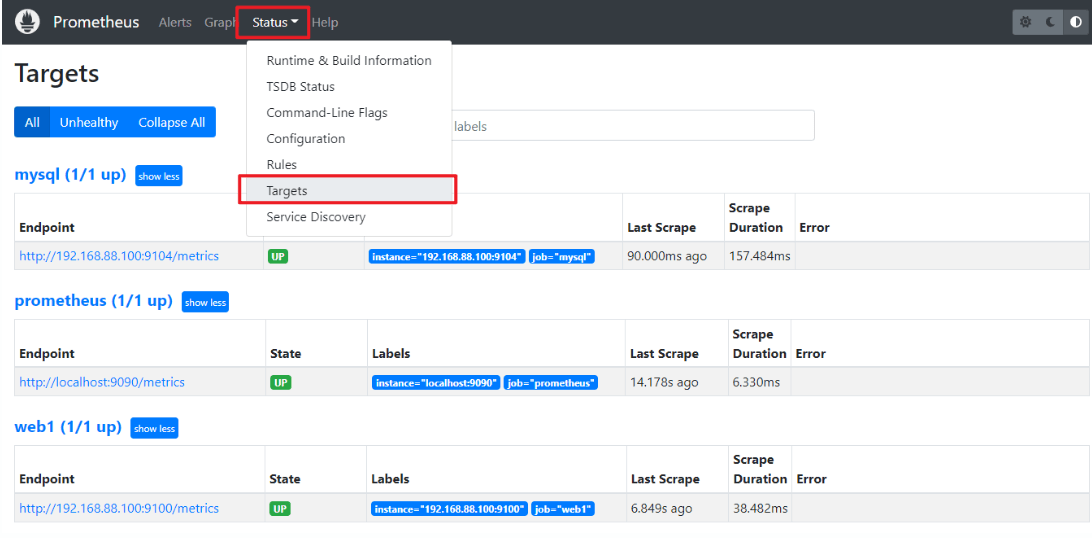 Prometheus Alerts Graph Status Help
Runtime & Build Information
Targets
TSDB Status
Command-Line Flags
All Unhealthy Collapse All
labels
Configuration
Rules
mysql (1/1 up) show less
Targets
Service Discovery
Endpoint Last Scrape Scrape Duration Error
http://192.168.88.100:9104/metrics UP instance="192.168.88.100:9104" job="mysql" 90.000ms ago 157.484ms
prometheus (1/1 up) show less
Endpoint State Labels Last Scrape Scrape Duration Error
http://localhost:9090/metrics UP instance="localhost:9090" job="prometheus" 14.178s ago 6.330ms
web1 (1/1 up) show less
Endpoint State Labels Last Scrape Scrape Duration Error
http://192.168.88.100:9100/metrics UP instance="192.168.88.100:9100" job="web1" 6.849s ago 38.482ms